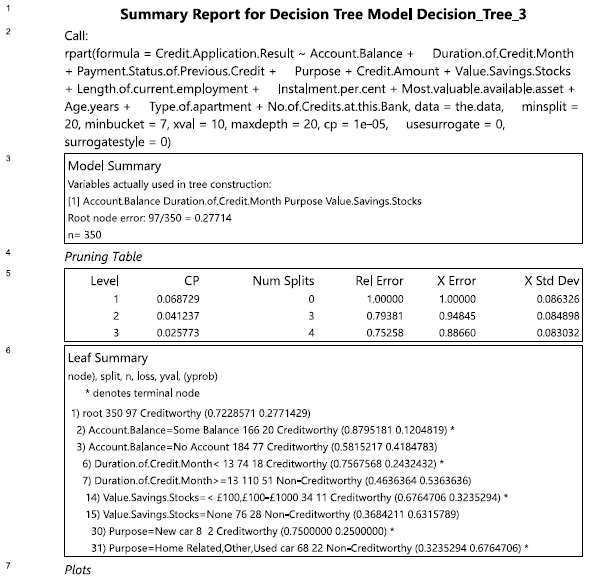 1
Summary Report for Decision Tree Model Decision_Tree_3
2
Call:
rpart(formula = Credit.Application.Result ~ Account.Balance + Duration.of.Credit.Month
+ Payment.Status.of.Previous.Credit + Purpose + Credit.Amount + Value.Savings.Stocks
+ Length.of.current.employment + Instalment.per.cent + Most.valuable.available.asset +
Age.years + Type.of.apartment + No.of.Credits.at.this.Bank, data = the.data, minsplit =
20, minbucket = 7, xval = 10, maxdepth = 20, cp = 1e-05, usesurrogate = 0,
surrogatestyle = 0)
3
Model Summary
Variables actually used in tree construction:
[1] Account.Balance Duration.of.Credit.Month Purpose Value.Savings.Stocks
Root node error: 97/350 = 0.27714
n= 350
4
Pruning Table
5
Level CP Num Splits Rel Error X Error X Std Dev
1 0.068729 0 1.00000 1.00000 0.086326
2 0.041237 3 0.79381 0.94845 0.084898
3 0.025773 4 0.75258 0.88660 0.083032
6
Leaf Summary
node), split, n, loss, yval, (yprob)
* denotes terminal node
1) root 350 97 Creditworthy (0.7228571 0.2771429)
2) Account.Balance=Some Balance 166 20 Creditworthy (0.8795181 0.1204819) *
3) Account.Balance=No Account 184 77 Creditworthy (0.5815217 0.4184783)
6) Duration.of.Credit.Month< 13 74 18 Creditworthy (0.7567568 0.2432432) *
7) Duration.of.Credit.Month>=13 110 51 Non-Creditworthy (0.4636364 0.5363636)
14) Value.Savings.Stocks=< £100,£100-£1000 34 11 Creditworthy (0.6764706 0.3235294) *
15) Value.Savings.Stocks=None 76 28 Non-Creditworthy (0.3684211 0.6315789)
30) Purpose=New car 8 2 Creditworthy (0.7500000 0.2500000) *
31) Purpose=Home Related,Other,Used car 68 22 Non-Creditworthy (0.3235294 0.6764706) *
7
Plots